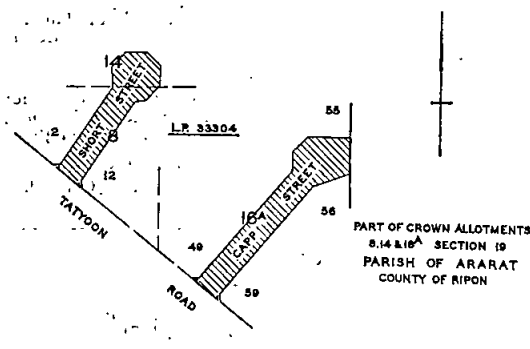 14
SHORT STREET
2
8
12
L.P. 33304
55
16A
CAPP STREET
56
49
59
TATYOON ROAD
PART OF CROWN ALLOTMENTS
8,14 & 16A SECTION 19
PARISH OF ARARAT
COUNTY OF RIPON